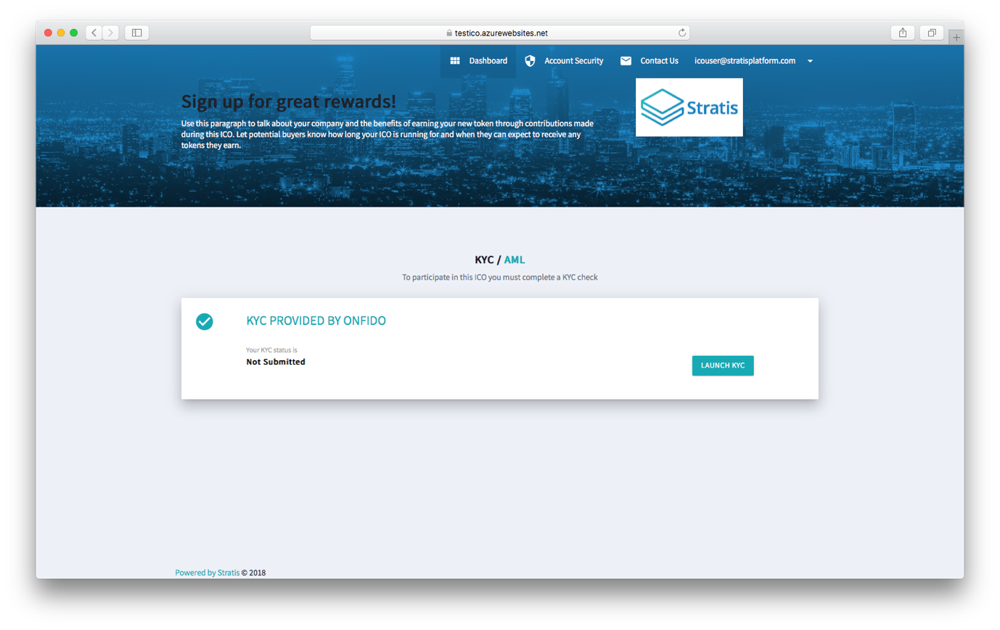 testico.azurewebsites.net
Dashboard
Account Security
Contact Us
icouser@stratisplatform.com
Sign up for great rewards!
Use this paragraph to talk about your company and the benefits of earning your new token through contributions made
during this ICO. Let potential buyers know how long your ICO is running for and when they can expect to receive any
tokens they earn.
Stratis
KYC / AML
To participate in this ICO you must complete a KYC check
KYC PROVIDED BY ONFIDO
Your KYC status is
Not Submitted
LAUNCH KYC
Powered by Stratis © 2018